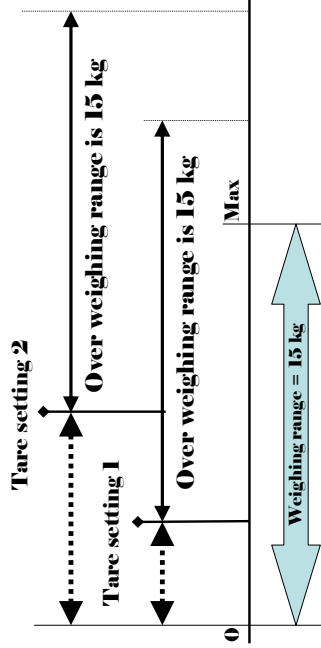 Tare setting 2
Over weighing range is 15 kg
Tare setting 1
Over weighing range is 15 kg
0
Max
Weighing range = 15 kg